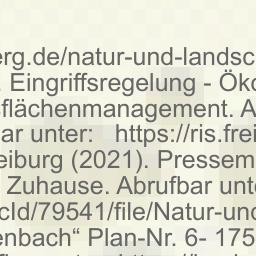 erg.de/natur-und-landsc
. Eingriffsregelung - Öko
sflächenmanagement. A
ar unter: https://ris.frei
eiburg (2021). Pressem
Zuhause. Abrufbar unte
cId/79541/file/Natur-und
enbach“ Plan-Nr. 6- 175